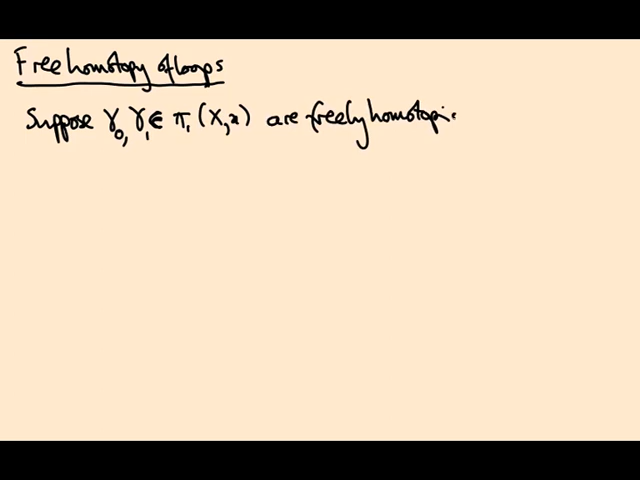 Free homotopy of loops
Suppose γ₀, γ₁ ∈ π₁(X,x) are freely homotopi